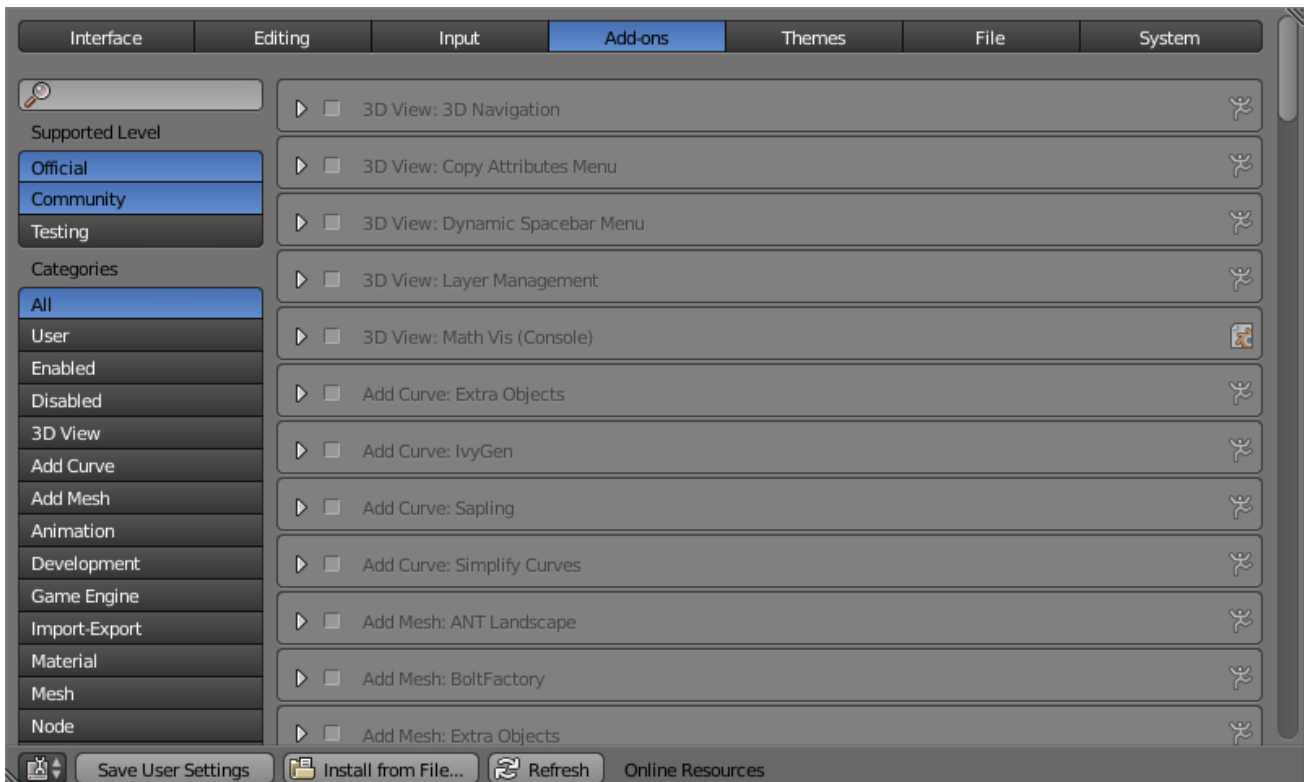 Interface Editing Input Add-ons Themes File System
Supported Level
Official
Community
Testing
Categories
All
User
Enabled
Disabled
3D View
Add Curve
Add Mesh
Animation
Development
Game Engine
Import-Export
Material
Mesh
Node
3D View: 3D Navigation
3D View: Copy Attributes Menu
3D View: Dynamic Spacebar Menu
3D View: Layer Management
3D View: Math Vis (Console)
Add Curve: Extra Objects
Add Curve: IvyGen
Add Curve: Sapling
Add Curve: Simplify Curves
Add Mesh: ANT Landscape
Add Mesh: BoltFactory
Add Mesh: Extra Objects
Save User Settings Install from File... Refresh Online Resources